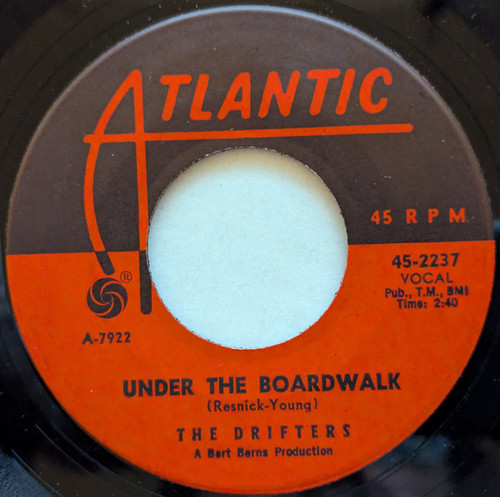 ATLANTIC
45 RPM
®
45-2237
VOCAL
Pub., T.M., BMI
Time: 2:40
A-7922
UNDER THE BOARDWALK
(Resnick-Young)
THE DRIFTERS
A Bert Berns Production